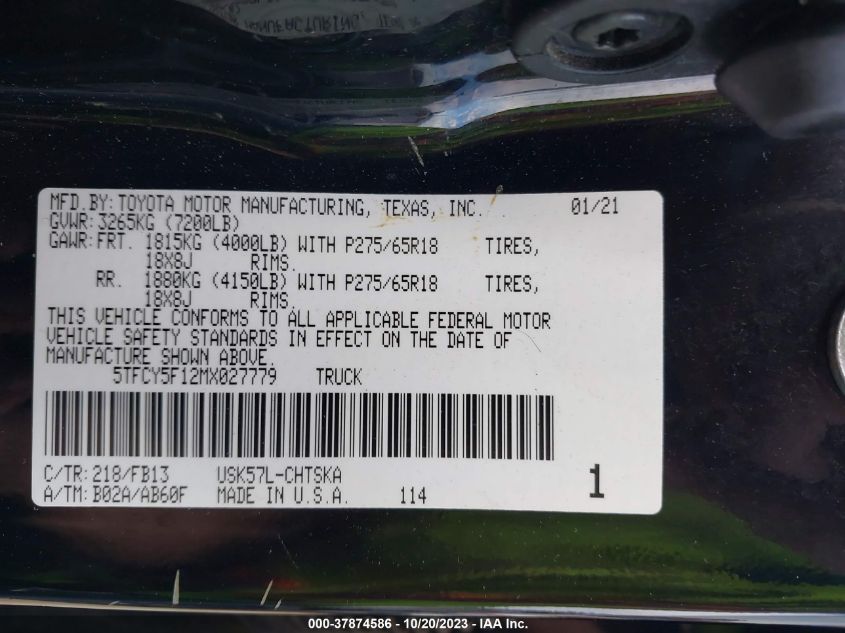 MFD.BY: TOYOTA MOTOR MANUFACTURING, TEXAS, INC. 01/21
GVWR: 3265KG (7200LB)
GAWR: FRT. 1815KG (4000LB) WITH P275/65R18 TIRES,
18X8J RIMS.
RR. 1880KG (4150LB) WITH P275/65R18 TIRES,
18X8J RIMS.
THIS VEHICLE CONFORMS TO ALL APPLICABLE FEDERAL MOTOR
VEHICLE SAFETY STANDARDS IN EFFECT ON THE DATE OF
MANUFACTURE SHOWN ABOVE.
5TFCY5F12MX027779 TRUCK
C/TR: 218/FB13 USK57L-CHTSKA
A/TM: B02A/AB60F MADE IN U.S.A. 114 1
000-37874586 - 10/20/2023 - IAA Inc.